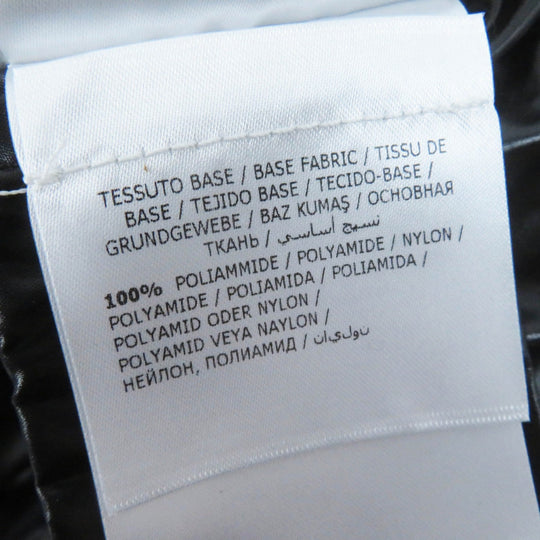 TESSUTO BASE / BASE FABRIC / TISSU DE
BASE / TEJIDO BASE / TECIDO-BASE /
GRUNDGEWEBE / BAZ KUMAŞ / ОСНОВНАЯ
ТКАНЬ / نسيج أساسي
100% POLIAMMIDE / POLYAMIDE / NYLON /
POLYAMIDE / POLIAMIDA / POLIAMIDA /
POLYAMID ODER NYLON /
POLYAMID VEYA NAYLON /
НЕЙЛОН, ПОЛИАМИД / نايلون